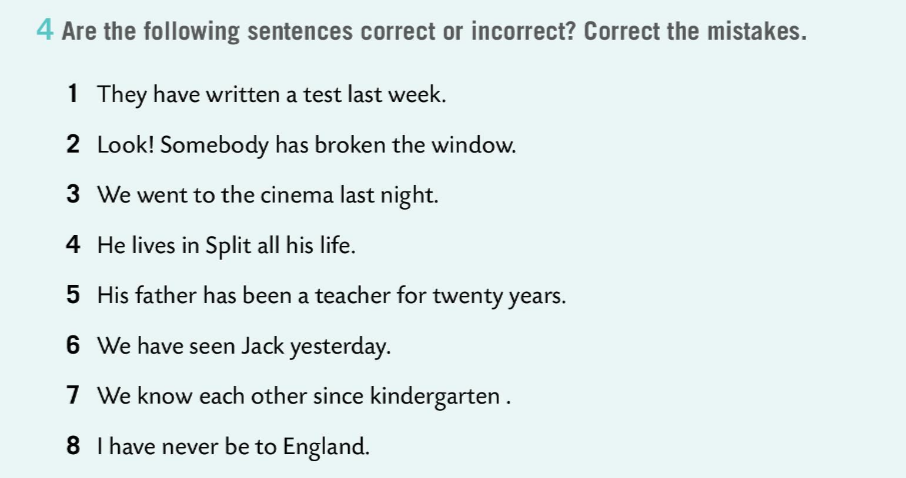 4 Are the following sentences correct or incorrect? Correct the mistakes.
1 They have written a test last week.
2 Look! Somebody has broken the window.
3 We went to the cinema last night.
4 He lives in Split all his life.
5 His father has been a teacher for twenty years.
6 We have seen Jack yesterday.
7 We know each other since kindergarten .
8 I have never be to England.